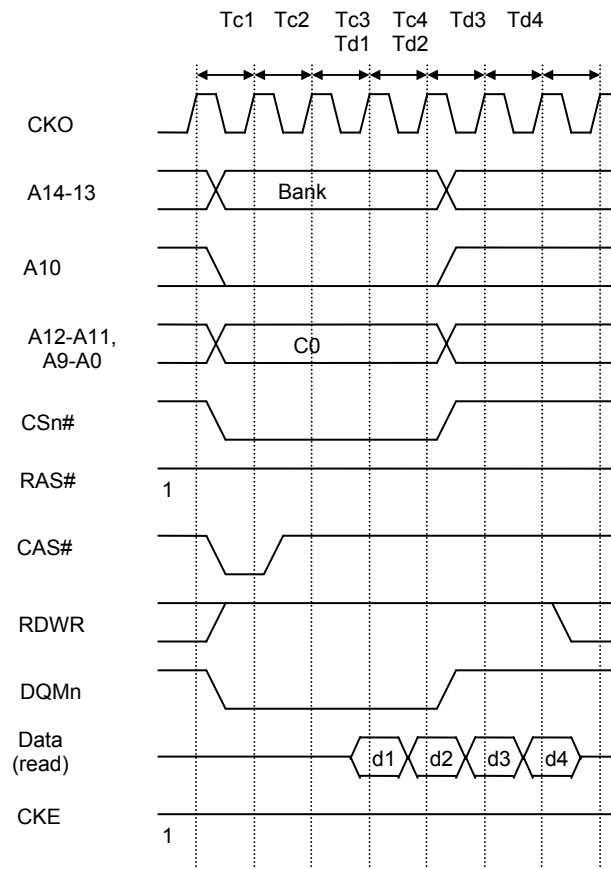 Tc1 Tc2 Tc3 Tc4 Td3 Td4
Td1 Td2
CKO
A14-13 Bank
A10
A12-A11,
A9-A0
C0
CSn#
RAS#
1
CAS#
RDWR
DQMn
Data
(read)
d1 d2 d3 d4
CKE
1